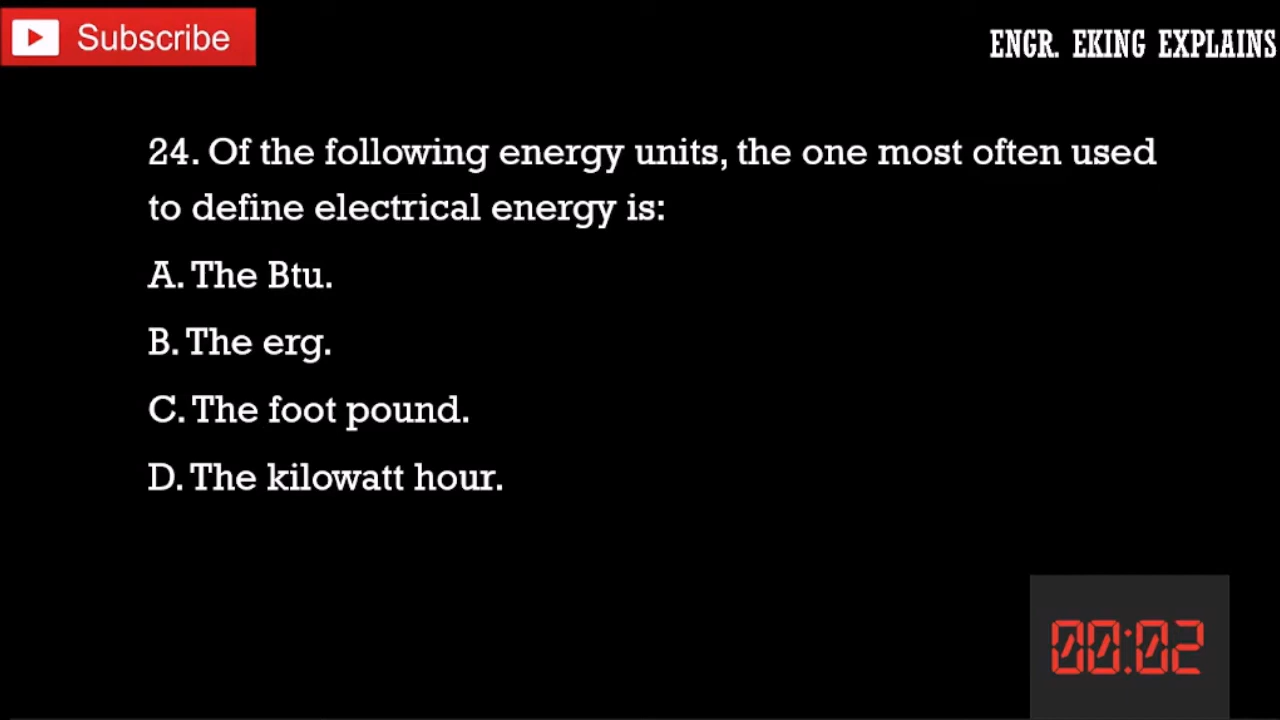 Subscribe
ENGR. EKING EXPLAINS
24. Of the following energy units, the one most often used
to define electrical energy is:
A. The Btu.
B. The erg.
C. The foot pound.
D. The kilowatt hour.
00:02